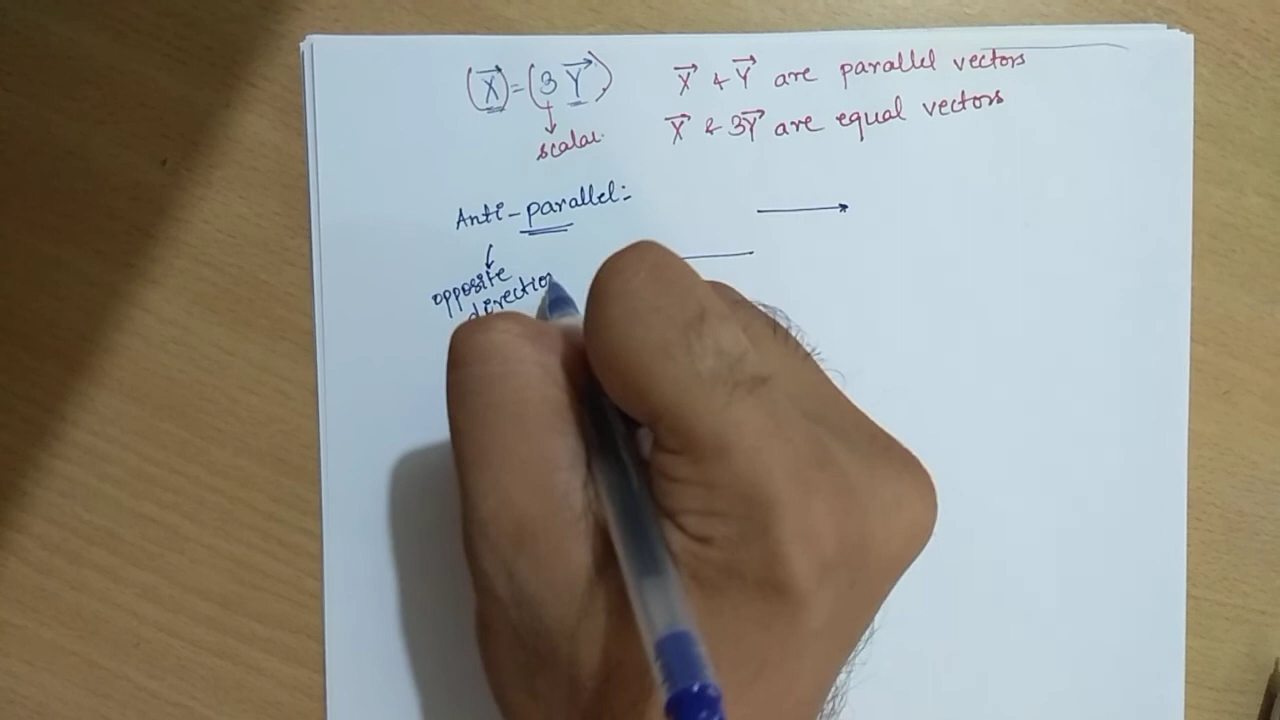 (X⃗) = (3 Y⃗) X⃗ & Y⃗ are parallel vectors
scalar X⃗ & 3Y⃗ are equal vectors
Anti-parallel:-
opposite
direction